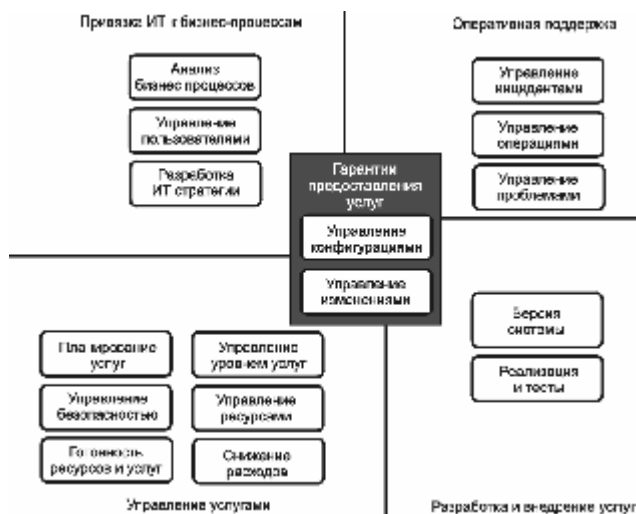 Привязка ИТ к бизнес-процессам
Анализ
бизнес процессов
Управление
пользователями
Разработка
ИТ стратегии
Оперативная поддержка
Управление
инцидентами
Управление
операциями
Управление
проблемами
Гарантии
предоставления
услуг
Управление
конфигурациями
Управление
изменениями
Планирование
услуг
Управление
уровнем услуг
Управление
безопасностью
Управление
ресурсами
Готовность
ресурсов и услуг
Снижение
расходов
Управление услугами
Версия
системы
Реализация
и тесты
Разработка и внедрение услуг